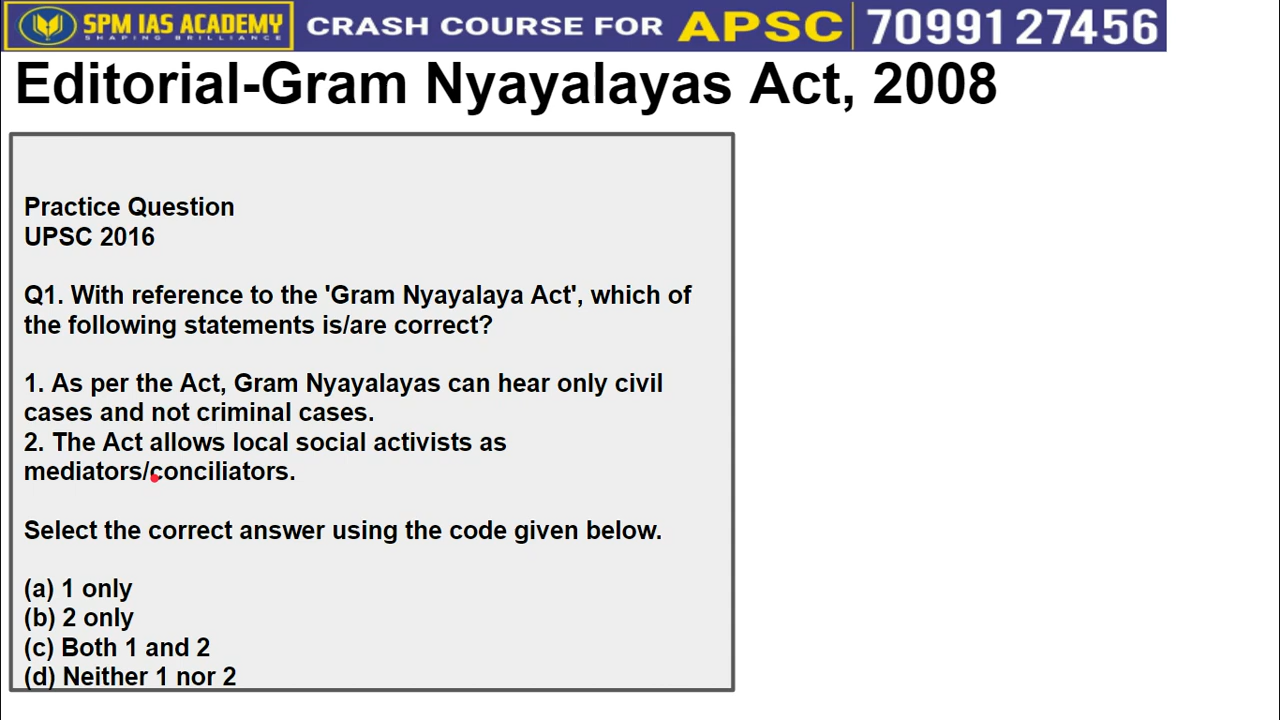 SPM IAS ACADEMY
SHAPING BRILLIANCE
CRASH COURSE FOR APSC 7099127456
Editorial-Gram Nyayalayas Act, 2008
Practice Question
UPSC 2016
Q1. With reference to the 'Gram Nyayalaya Act', which of
the following statements is/are correct?
1. As per the Act, Gram Nyayalayas can hear only civil
cases and not criminal cases.
2. The Act allows local social activists as
mediators/conciliators.
Select the correct answer using the code given below.
(a) 1 only
(b) 2 only
(c) Both 1 and 2
(d) Neither 1 nor 2